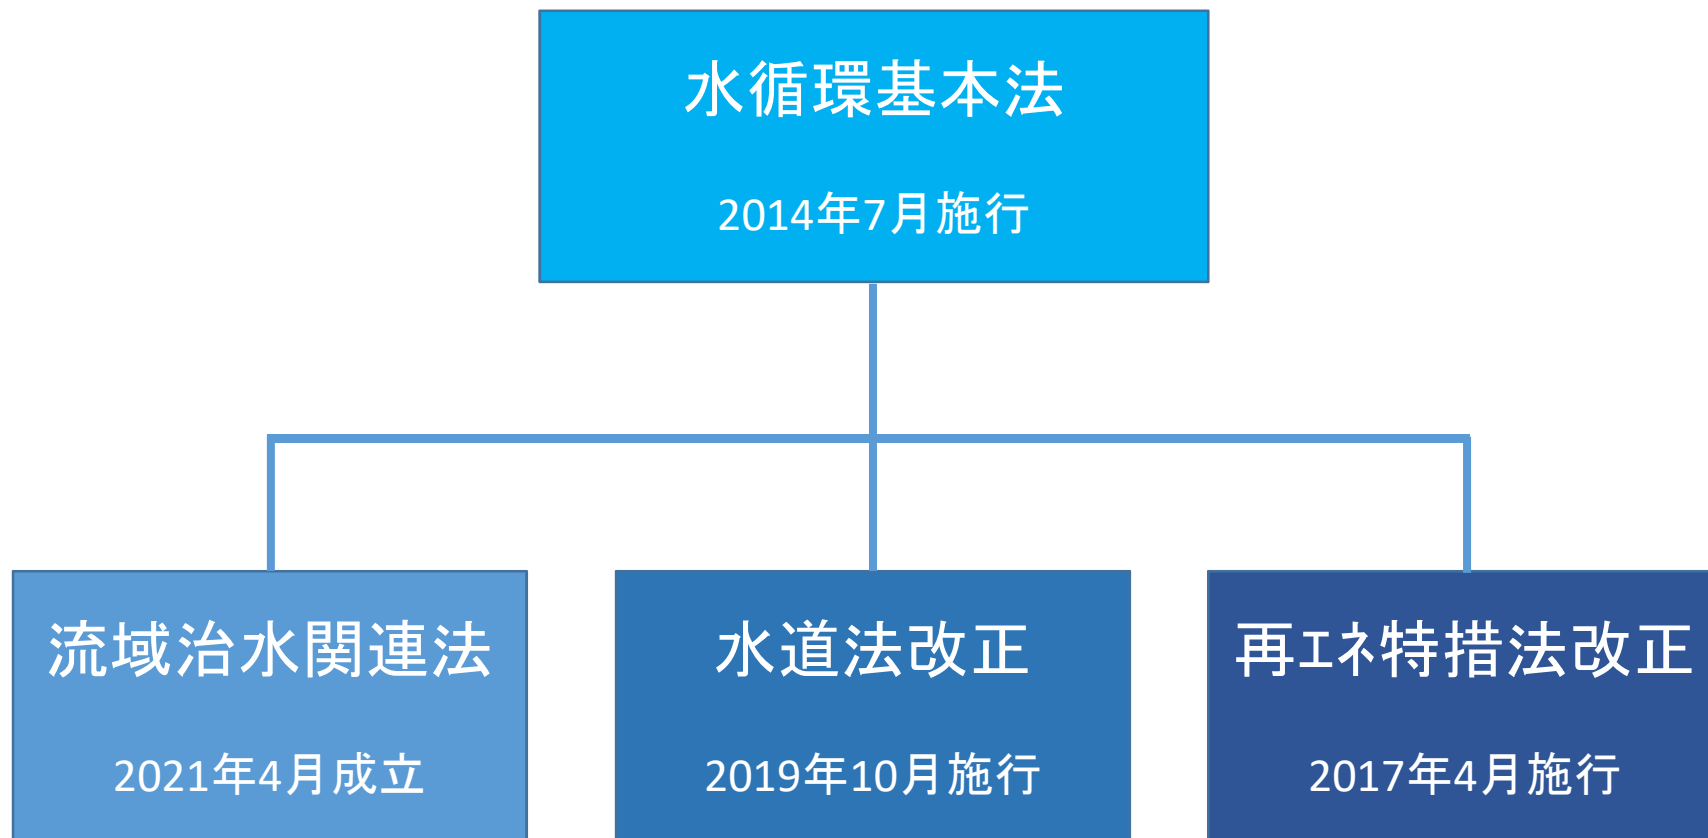 水循環基本法
2014年7月施行
流域治水関連法
2021年4月成立
水道法改正
2019年10月施行
再エネ特措法改正
2017年4月施行